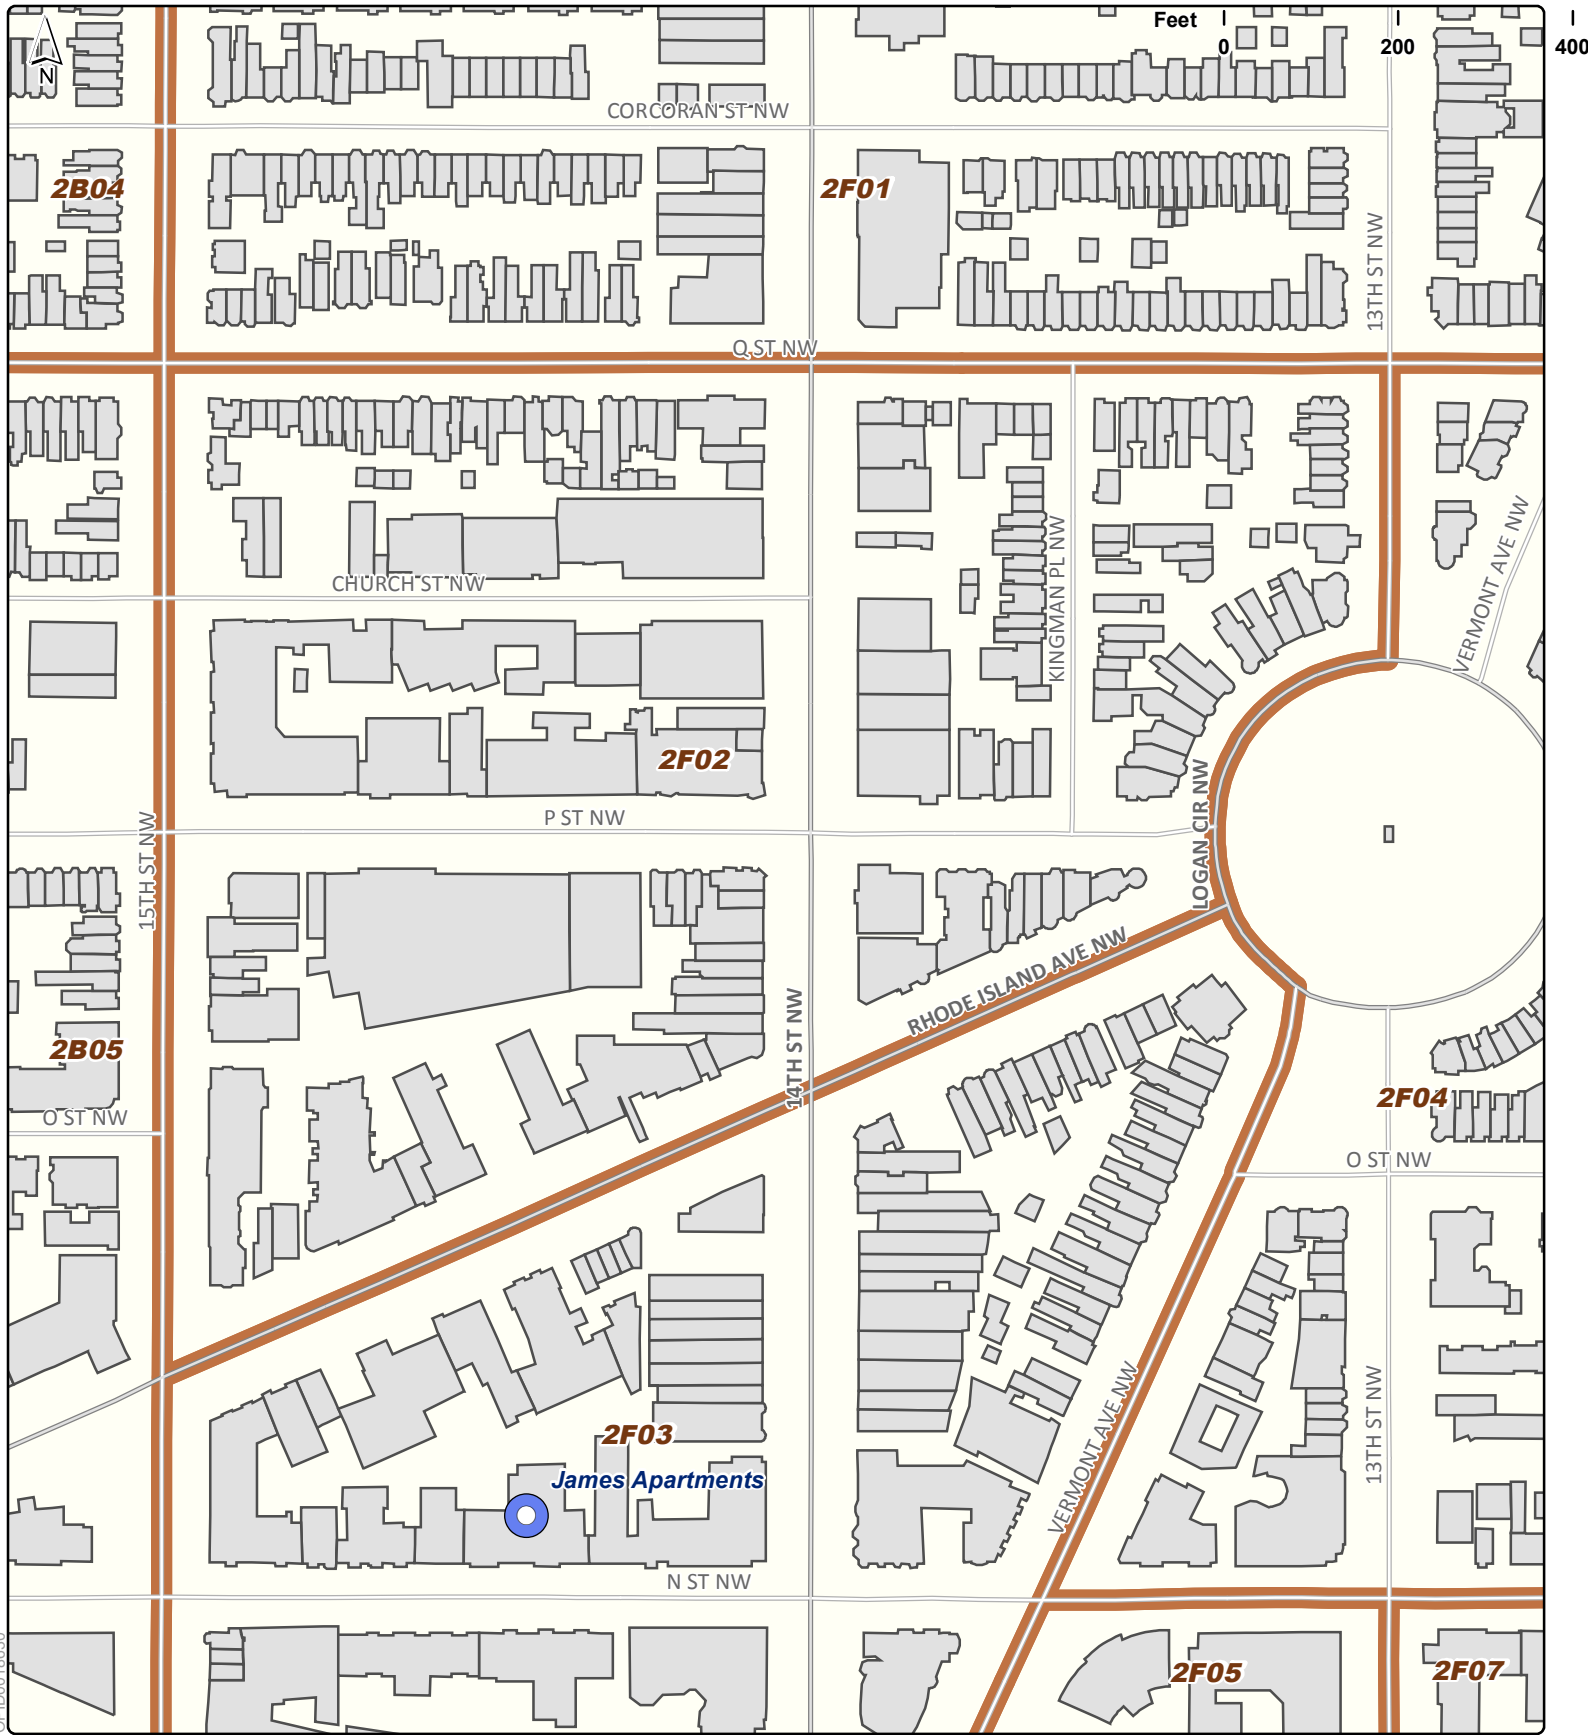 Feet
0
200
400
N
CORCORAN ST NW
2B04
2F01
13TH ST NW
Q ST NW
VERMONT AVE NW
KINGMAN PL NW
CHURCH ST NW
2F02
LOGAN CIR NW
P ST NW
15TH ST NW
RHODE ISLAND AVE NW
14TH ST NW
2B05
O ST NW
2F04
O ST NW
2F03
James Apartments
VERMONT AVE NW
13TH ST NW
N ST NW
2F05
2F07